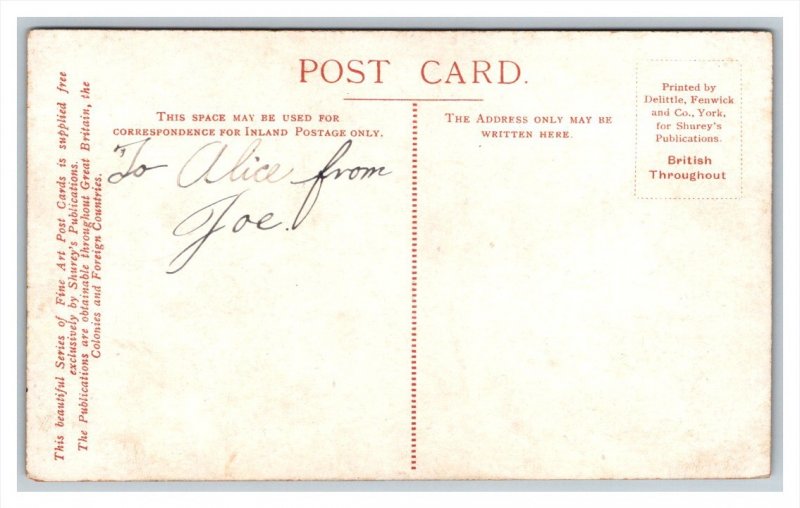 POST CARD.
THIS SPACE MAY BE USED FOR
CORRESPONDENCE FOR INLAND POSTAGE ONLY.
To Alice from
Joe.
THE ADDRESS ONLY MAY BE
WRITTEN HERE.
Printed by
Delittle, Fenwick
and Co., York,
for Shurey's
Publications.
British
Throughout
This beautiful Series of Fine Art Post Cards is supplied free
exclusively by Shurey's Publications.
The Publications are obtainable throughout Great Britain, the
Colonies and Foreign Countries.